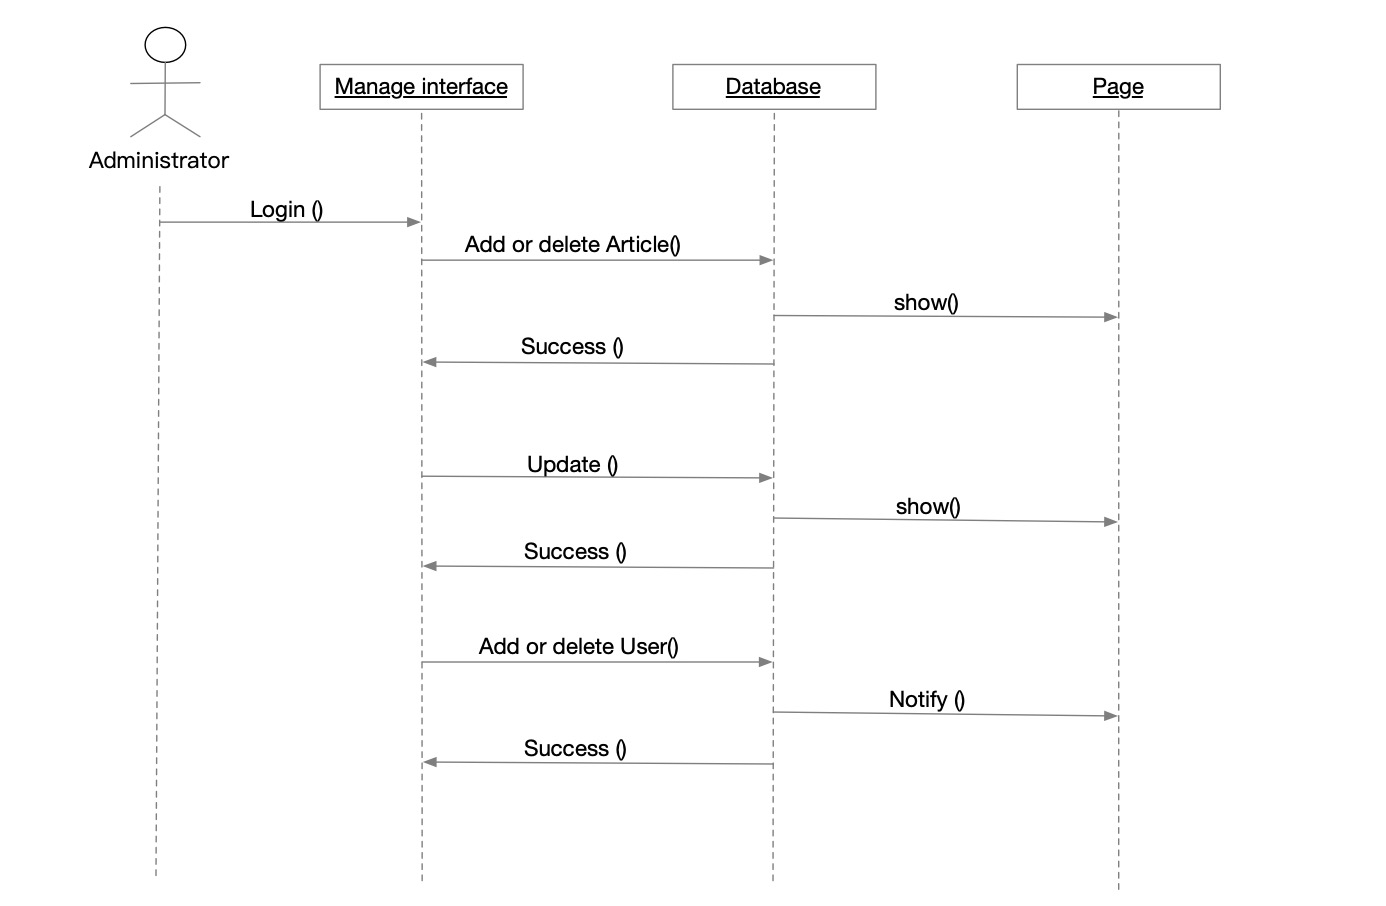 Manage interface
Database
Page
Administrator
Login ()
Add or delete Article()
show()
Success ()
Update ()
show()
Success ()
Add or delete User()
Notify ()
Success ()